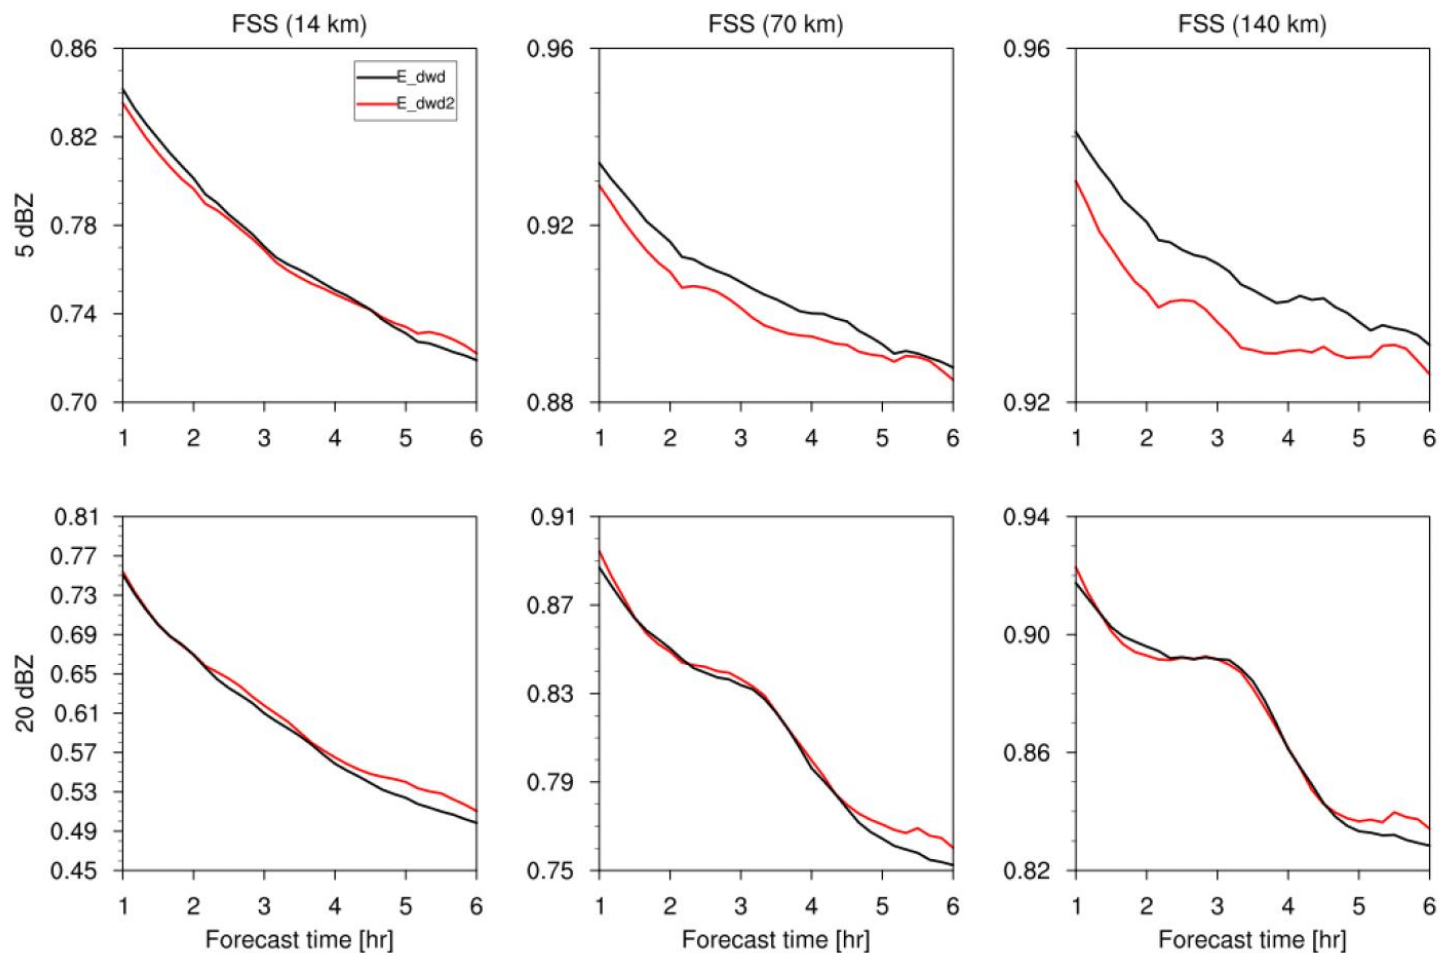 FSS (14 km)
FSS (70 km)
FSS (140 km)
5 dBZ
0.86
0.82
0.78
0.74
0.70
E_dwd
E_dwd2
1 2 3 4 5 6
0.96
0.92
0.88
1 2 3 4 5 6
0.96
0.92
1 2 3 4 5 6
20 dBZ
0.81
0.77
0.73
0.69
0.65
0.61
0.57
0.53
0.49
0.45
1 2 3 4 5 6
Forecast time [hr]
0.91
0.87
0.83
0.79
0.75
1 2 3 4 5 6
Forecast time [hr]
0.94
0.90
0.86
0.82
1 2 3 4 5 6
Forecast time [hr]